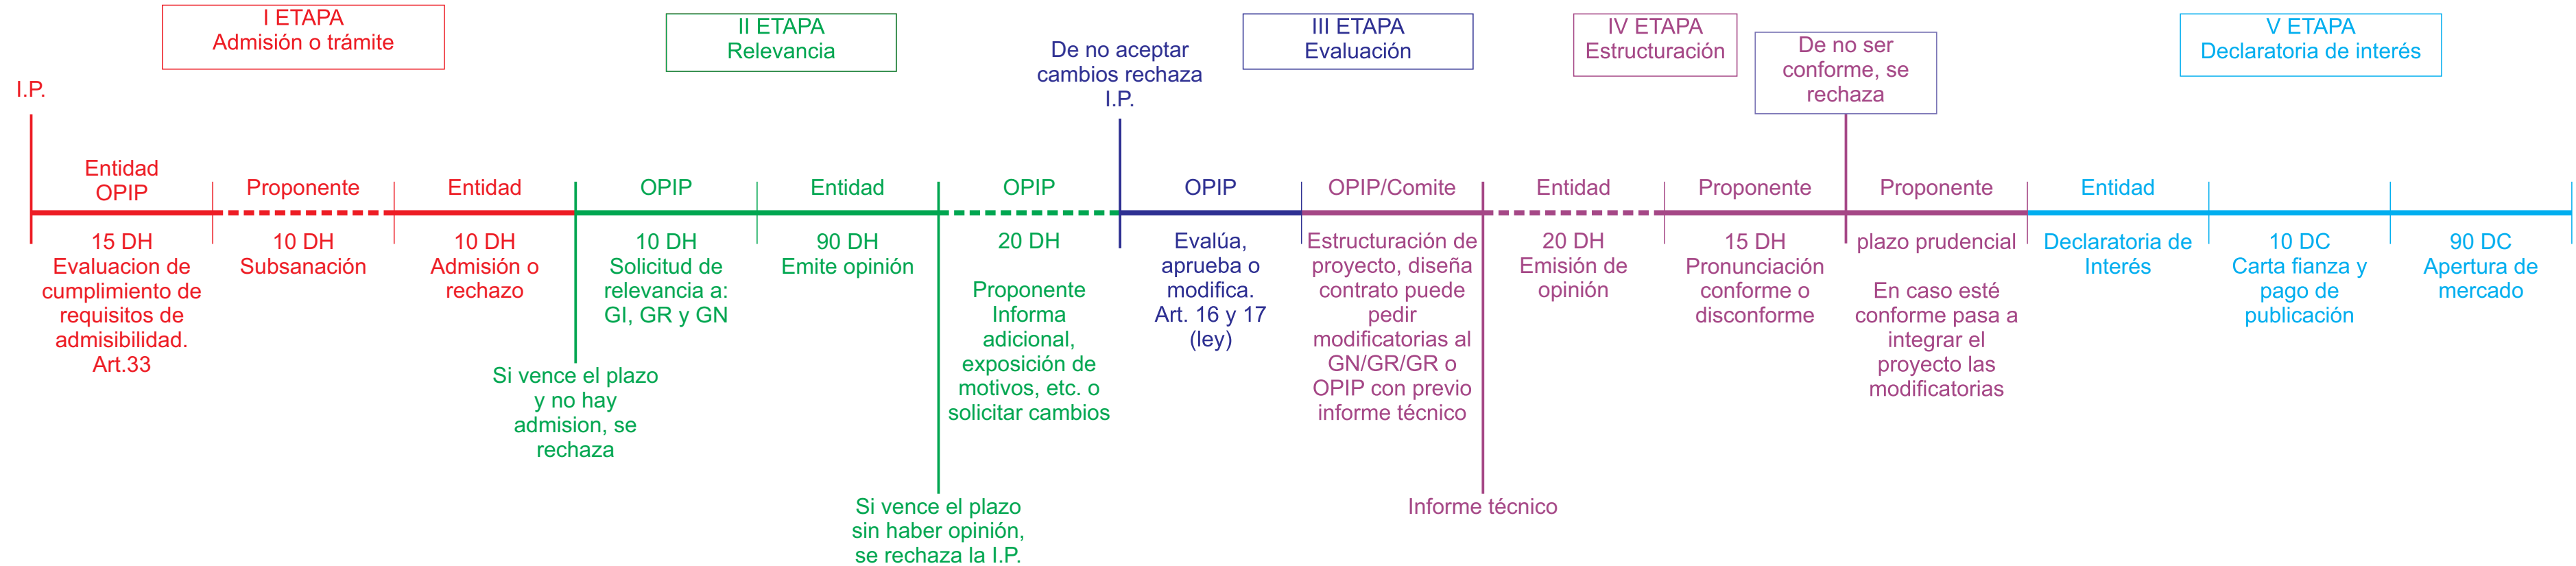 I ETAPA
Admisión o trámite
II ETAPA
Relevancia
III ETAPA
Evaluación
IV ETAPA
Estructuración
V ETAPA
Declaratoria de interés
I.P.
De no aceptar
cambios rechaza
I.P.
De no ser
conforme, se
rechaza
Entidad
OPIP
Proponente
Entidad
OPIP
Entidad
OPIP
OPIP
OPIP/Comite
Entidad
Proponente
Proponente
Entidad
15 DH
Evaluacion de
cumplimiento de
requisitos de
admisibilidad.
Art.33
10 DH
Subsanación
10 DH
Admisión o
rechazo
Si vence el plazo
y no hay
admision, se
rechaza
10 DH
Solicitud de
relevancia a:
GI, GR y GN
90 DH
Emite opinión
Si vence el plazo
sin haber opinión,
se rechaza la I.P.
20 DH
Proponente
Informa
adicional,
exposición de
motivos, etc. o
solicitar cambios
Evalúa,
aprueba o
modifica.
Art. 16 y 17
(ley)
Estructuración de
proyecto, diseña
contrato puede
pedir
modificatorias al
GN/GR/GR o
OPIP con previo
informe técnico
Informe técnico
20 DH
Emisión de
opinión
15 DH
Pronunciación
conforme o
disconforme
plazo prudencial
En caso esté
conforme pasa a
integrar el
proyecto las
modificatorias
Declaratoria de
Interés
10 DC
Carta fianza y
pago de
publicación
90 DC
Apertura de
mercado